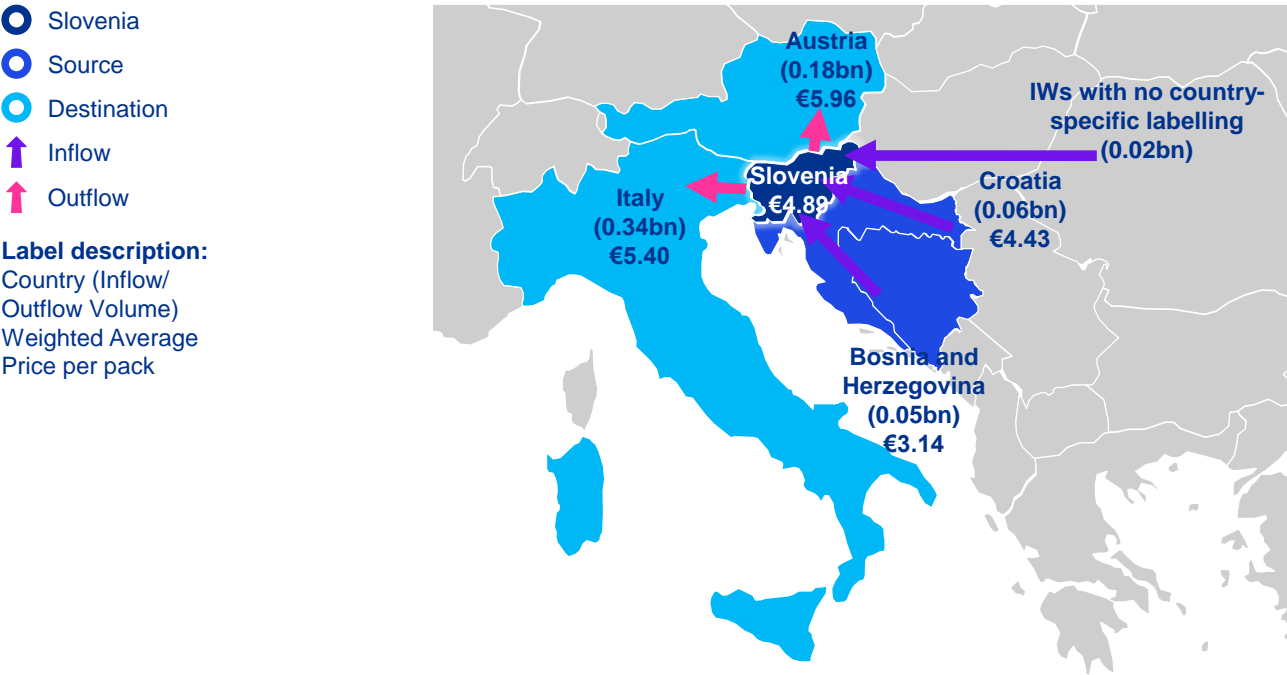 Slovenia
Source
Destination
Inflow
Outflow
Label description:
Country (Inflow/
Outflow Volume)
Weighted Average
Price per pack
Austria
(0.18bn)
€5.96
IWs with no country-
specific labelling
(0.02bn)
Slovenia
€4.89
Croatia
(0.06bn)
€4.43
Italy
(0.34bn)
€5.40
Bosnia and
Herzegovina
(0.05bn)
€3.14